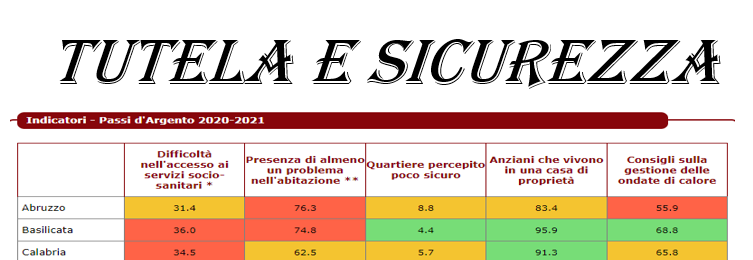 TUTELA E SICUREZZA
Indicatori - Passi d'Argento 2020-2021
Difficoltà
nell'accesso ai
servizi socio-
sanitari *
Presenza di almeno
un problema
nell'abitazione **
Quartiere percepito
poco sicuro
Anziani che vivono
in una casa di
proprietà
Consigli sulla
gestione delle
ondate di calore
Abruzzo 31.4 76.3 8.8 83.4 55.9
Basilicata 36.0 74.8 4.4 95.9 68.8
Calabria 34.5 62.5 5.7 91.3 65.8